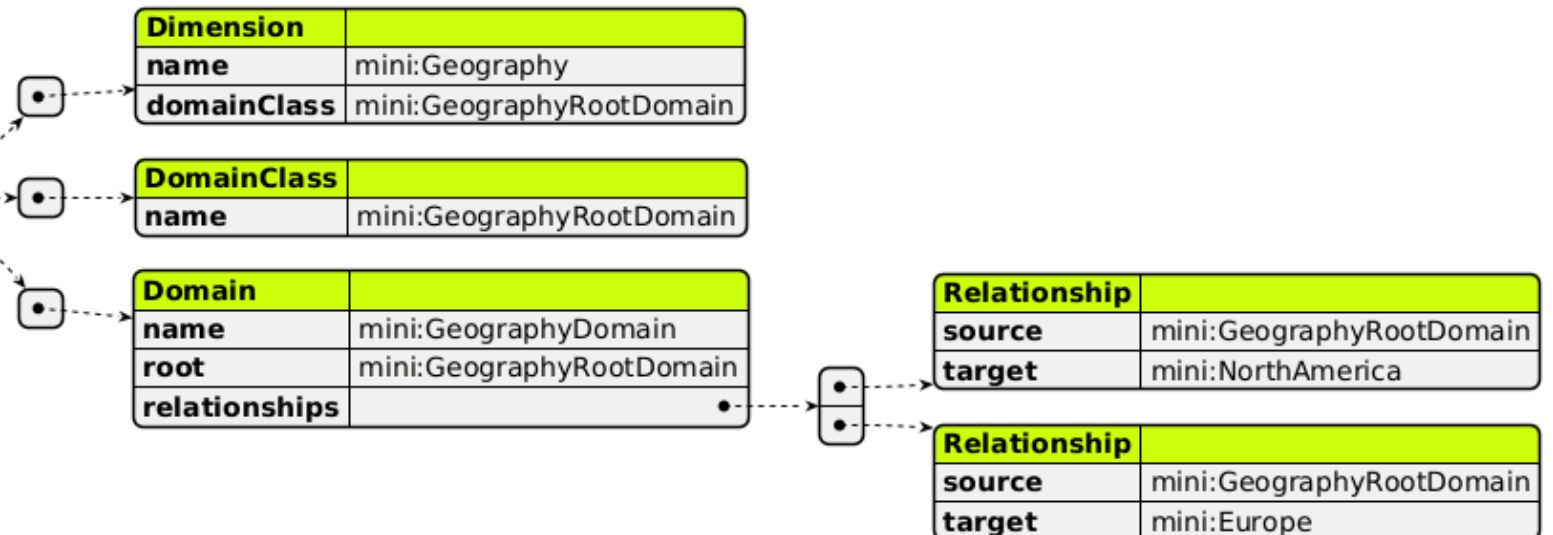 Dimension
name mini:Geography
domainClass mini:GeographyRootDomain
DomainClass
name mini:GeographyRootDomain
Domain
name mini:GeographyDomain
root mini:GeographyRootDomain
relationships
Relationship
source mini:GeographyRootDomain
target mini:NorthAmerica
Relationship
source mini:GeographyRootDomain
target mini:Europe